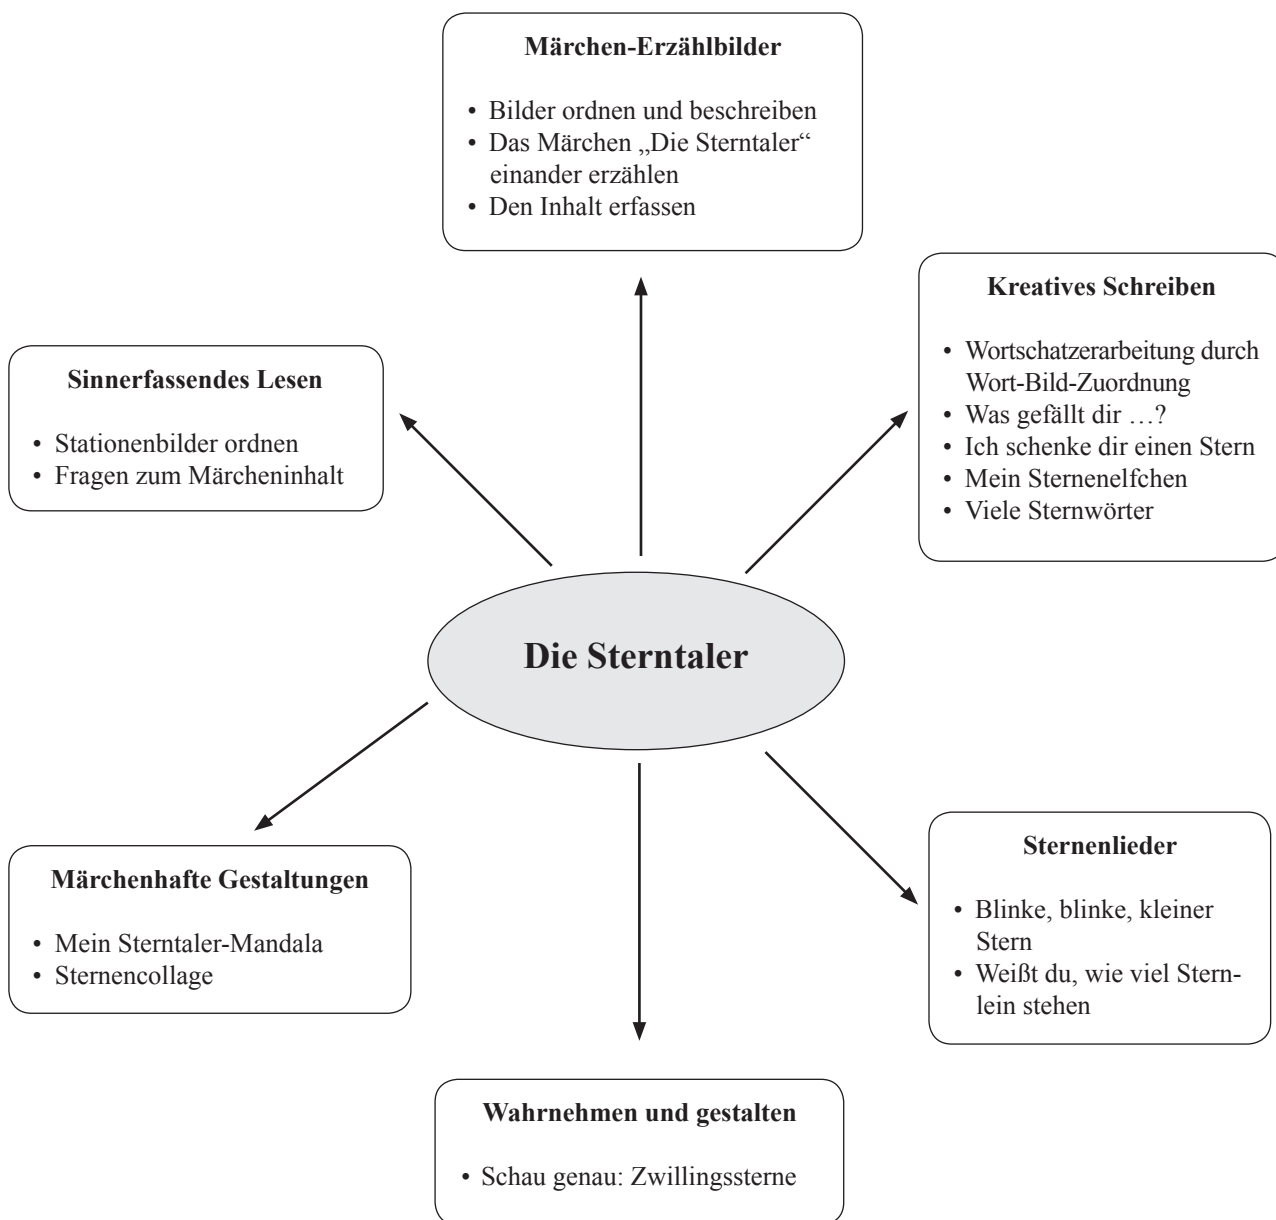 Märchen-Erzählbilder
• Bilder ordnen und beschreiben
• Das Märchen „Die Sterntaler“
einander erzählen
• Den Inhalt erfassen
Kreatives Schreiben
• Wortschatzerarbeitung durch
Wort-Bild-Zuordnung
• Was gefällt dir …?
• Ich schenke dir einen Stern
• Mein Sternenelfchen
• Viele Sternwörter
Sinnerfassendes Lesen
• Stationenbilder ordnen
• Fragen zum Märcheninhalt
Die Sterntaler
Märchenhafte Gestaltungen
• Mein Sterntaler-Mandala
• Sternencollage
Sternenlieder
• Blinke, blinke, kleiner
Stern
• Weißt du, wie viel Stern-
lein stehen
Wahrnehmen und gestalten
• Schau genau: Zwillingssterne